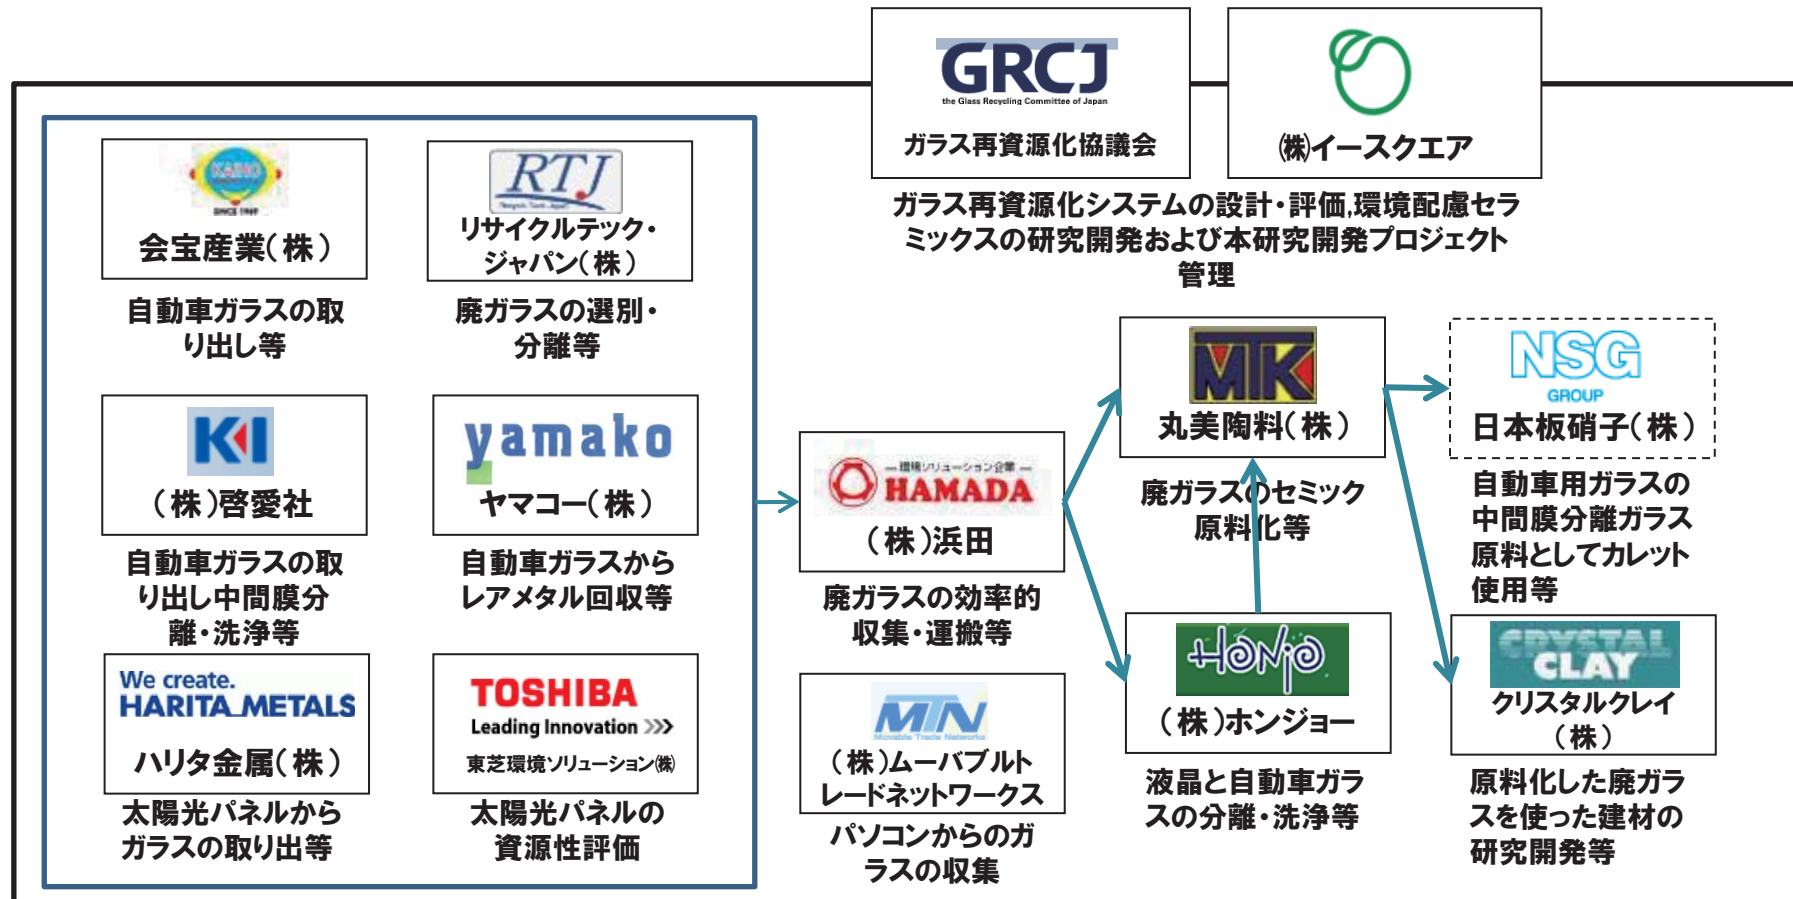 GRCJ
the Glass Recycling Committee of Japan
ガラス再資源化協議会
㈱イースクエア
ガラス再資源化システムの設計・評価,環境配慮セラ
ミックスの研究開発および本研究開発プロジェクト
管理
KAIHO
SINCE 1969
会宝産業(株)
自動車ガラスの取
り出し等
RTJ
リサイクルテック・
ジャパン(株)
廃ガラスの選別・
分離等
KI
(株)啓愛社
自動車ガラスの取
り出し中間膜分
離・洗浄等
yamako
ヤマコー(株)
自動車ガラスから
レアメタル回収等
We create.
HARITA METALS
ハリタ金属(株)
太陽光パネルから
ガラスの取り出等
TOSHIBA
Leading Innovation >>>
東芝環境ソリューション㈱
太陽光パネルの
資源性評価
環境ソリューション企業
HAMADA
(株)浜田
廃ガラスの効率的
収集・運搬等
MTN
Movable Trade Networks
(株)ムーバブルト
レードネットワークス
パソコンからのガ
ラスの収集
MTK
丸美陶料(株)
廃ガラスのセミック
原料化等
HONJO
(株)ホンジョー
液晶と自動車ガラ
スの分離・洗浄等
NSG
GROUP
日本板硝子(株)
自動車用ガラスの
中間膜分離ガラス
原料としてカレット
使用等
CRYSTAL
CLAY
クリスタルクレイ
(株)
原料化した廃ガラ
スを使った建材の
研究開発等